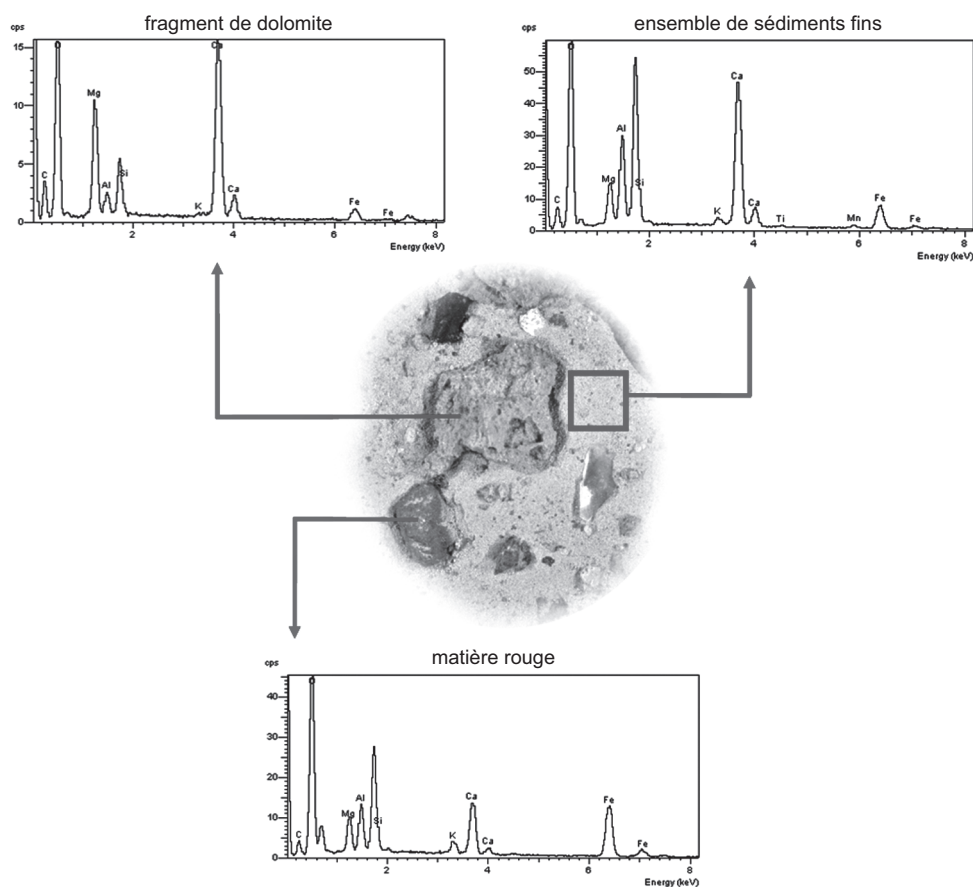 fragment de dolomite
cps
15
10
5
0
C
O
Mg
Al
Si
K
Ca
Ca
Fe
Fe
2
4
6
8
Energy (keV)
ensemble de sédiments fins
cps
50
40
30
20
10
0
C
O
Mg
Al
Si
K
Ca
Ca
Ti
Mn
Fe
Fe
2
4
6
8
Energy (keV)
matière rouge
cps
40
30
20
10
0
C
O
Mg
Al
Si
K
Ca
Ca
Fe
Fe
2
4
6
8
Energy (keV)